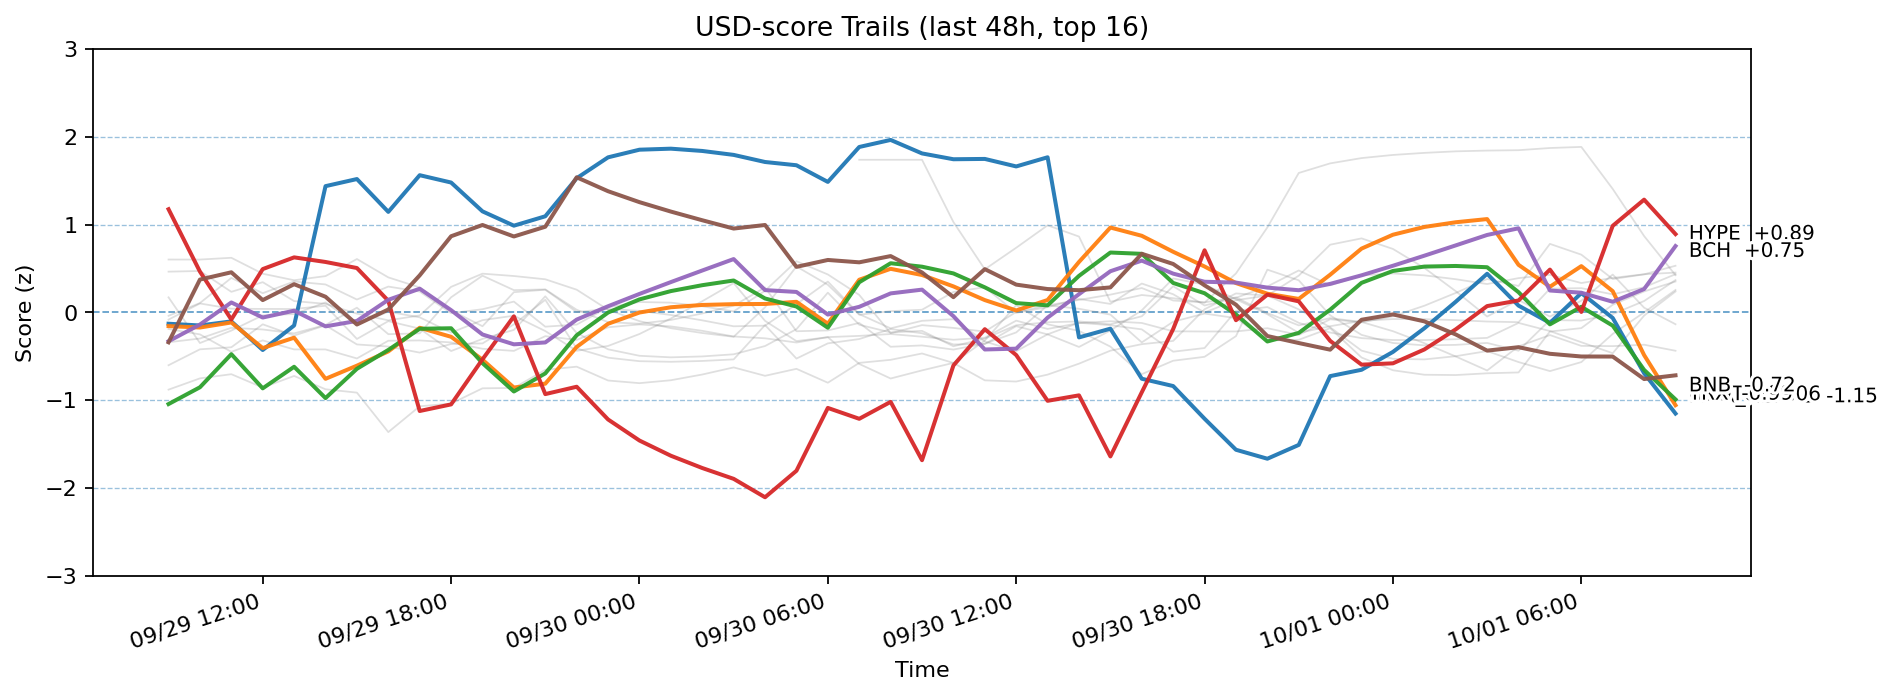 USD-score Trails (last 48h, top 16)
Score (z)
3
2
1
0
−1
−2
−3
HYPE +0.89
BCH +0.75
BNB -0.72
-1.15
09/29 12:00
09/29 18:00
09/30 00:00
09/30 06:00
09/30 12:00
09/30 18:00
10/01 00:00
10/01 06:00
Time